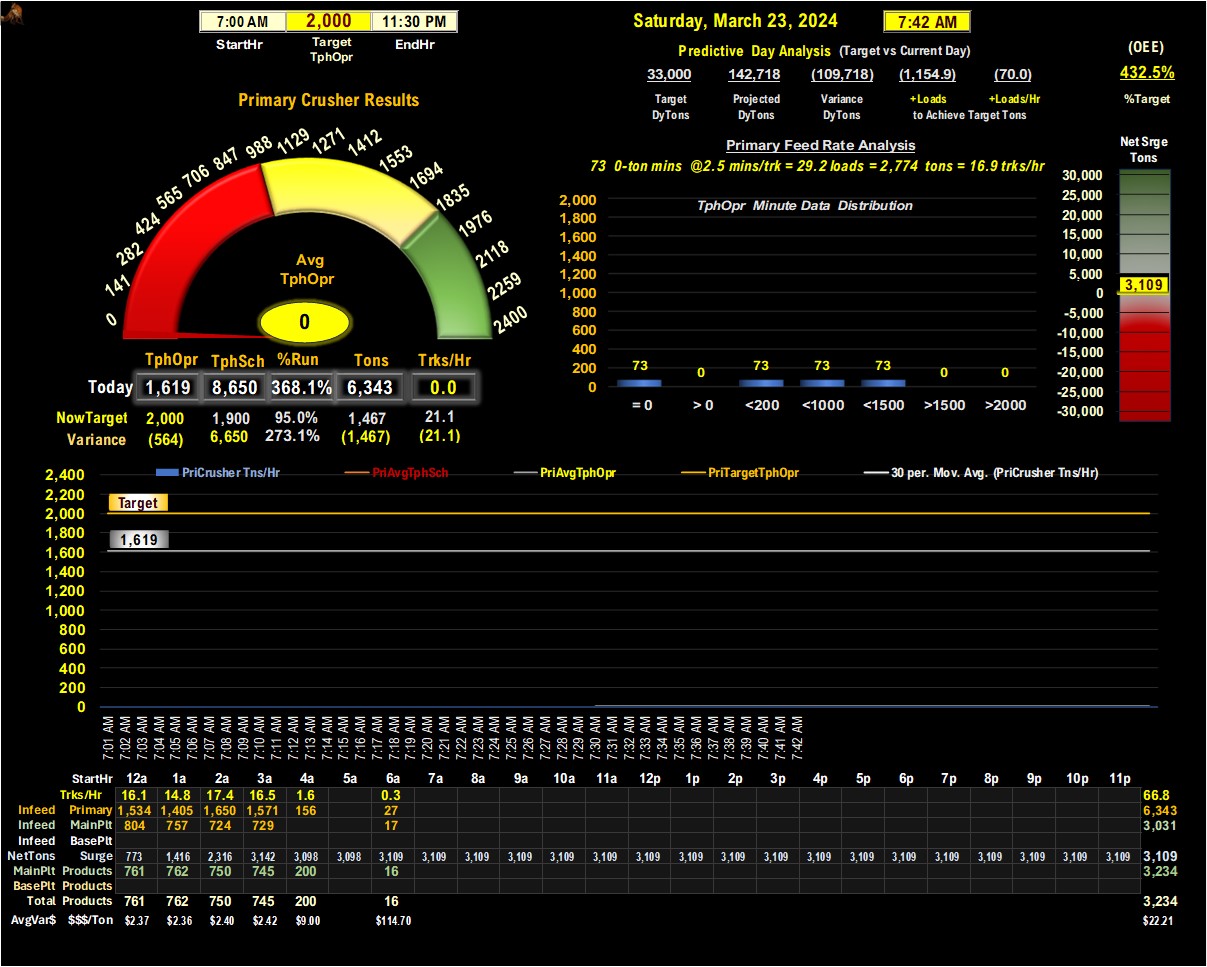 7:00 AM 2,000 11:30 PM
StartHr Target TphOpr EndHr
Saturday, March 23, 2024 7:42 AM
Predictive Day Analysis (Target vs Current Day)
33,000 142,718 (109,718) (1,154.9) (70.0)
Target Projected Variance +Loads +Loads/Hr
DyTons DyTons DyTons to Achieve Target Tons
(OEE)
432.5%
%Target
Primary Crusher Results
0 141 282 424 565 706 847 988 1129 1271 1412 1553 1694 1835 1976 2118 2259 2400
Avg
TphOpr
0
TphOpr TphSch %Run Tons Trks/Hr
Today 1,619 8,650 368.1% 6,343 0.0
NowTarget 2,000 1,900 95.0% 1,467 21.1
Variance (564) 6,650 273.1% (1,467) (21.1)
Primary Feed Rate Analysis
73 0-ton mins @2.5 mins/trk = 29.2 loads = 2,774 tons = 16.9 trks/hr
TphOpr Minute Data Distribution
2,000
1,800
1,600
1,400
1,200
1,000
800
600
400
200
0
73 0 73 73 73 0 0
= 0 > 0 <200 <1000 <1500 >1500 >2000
Net Srge
Tons
30,000
25,000
20,000
15,000
10,000
5,000
3,109
0
-5,000
-10,000
-15,000
-20,000
-25,000
-30,000
PriCrusher Tns/Hr PriAvgTphSch PriAvgTphOpr PriTargetTphOpr 30 per. Mov. Avg. (PriCrusher Tns/Hr)
2,400
2,200
Target
2,000
1,800
1,619
1,600
1,400
1,200
1,000
800
600
400
200
0
7:01 AM 7:02 AM 7:03 AM 7:04 AM 7:05 AM 7:06 AM 7:07 AM 7:08 AM 7:09 AM 7:10 AM 7:11 AM 7:12 AM 7:13 AM 7:14 AM 7:15 AM 7:16 AM 7:17 AM 7:18 AM 7:19 AM 7:20 AM 7:21 AM 7:22 AM 7:23 AM 7:24 AM 7:25 AM 7:26 AM 7:27 AM 7:28 AM 7:29 AM 7:30 AM 7:31 AM 7:32 AM 7:33 AM 7:34 AM 7:35 AM 7:36 AM 7:37 AM 7:38 AM 7:39 AM 7:40 AM 7:41 AM 7:42 AM
StartHr 12a 1a 2a 3a 4a 5a 6a 7a 8a 9a 10a 11a 12p 1p 2p 3p 4p 5p 6p 7p 8p 9p 10p 11p
Trks/Hr 16.1 14.8 17.4 16.5 1.6 0.3 66.8
Infeed Primary 1,534 1,405 1,650 1,571 156 27 6,343
Infeed MainPlt 804 757 724 729 17 3,031
Infeed BasePlt
NetTons Surge 773 1,416 2,316 3,142 3,098 3,098 3,109 3,109 3,109 3,109 3,109 3,109 3,109 3,109 3,109 3,109 3,109 3,109 3,109 3,109 3,109 3,109 3,109 3,109 3,109
MainPlt Products 761 762 750 745 200 16 3,234
BasePlt Products
Total Products 761 762 750 745 200 16 3,234
AvgVar$ $$$/Ton $2.37 $2.36 $2.40 $2.42 $9.00 $114.70 $22.21